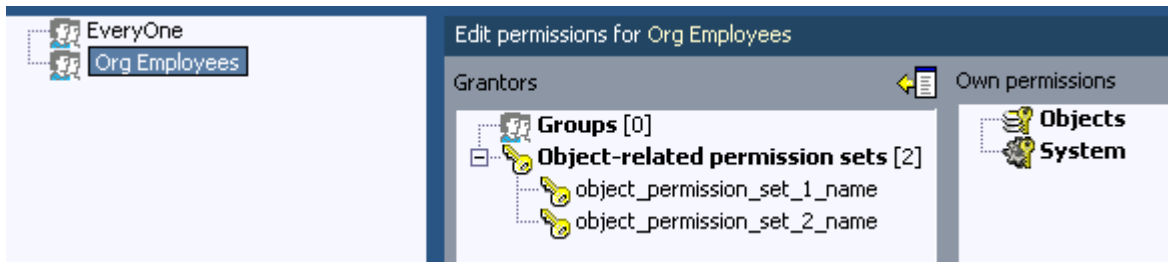 EveryOne
Org Employees
Edit permissions for Org Employees
Grantors
Groups [0]
Object-related permission sets [2]
object_permission_set_1_name
object_permission_set_2_name
Own permissions
Objects
System